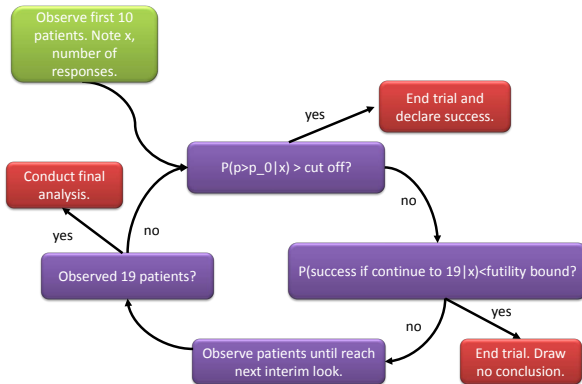 Observe first 10
patients. Note x,
number of
responses.
yes
End trial and
declare success.
P(p>p_0|x) > cut off?
Conduct final
analysis.
no
no
yes
Observed 19 patients?
P(success if continue to 19|x)<futility bound?
yes
no
Observe patients until reach
next interim look.
End trial. Draw
no conclusion.